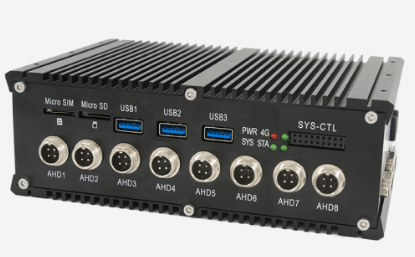 Micro SIM Micro SD USB1 USB2 USB3 SYS-CTL
PWR 4G
SYS STA
AHD1 AHD2 AHD3 AHD4 AHD5 AHD6 AHD7 AHD8